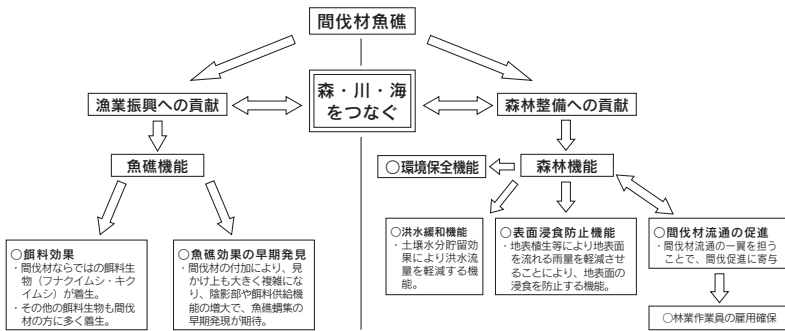 間伐材魚礁
森・川・海
をつなぐ
漁業振興への貢献
森林整備への貢献
魚礁機能
○環境保全機能
森林機能
○餌料効果
・間伐材ならではの餌料生
物（フナクイムシ・キク
イムシ）が着生。
・その他の餌料生物も間伐
材の方に多く着生。
○魚礁効果の早期発見
・間伐材の付加により、見
かけ上も大きく複雑にな
り、陰影部や餌料供給機
能の増大で、魚礁蝟集の
早期発現が期待。
○洪水緩和機能
・土壌水分貯留効
果により洪水流
量を軽減する機
能。
○表面浸食防止機能
・地表植生等により地表面
を流れる雨量を軽減させ
ることにより、地表面の
浸食を防止する機能。
○間伐材流通の促進
・間伐材流通の一翼を担う
ことで、間伐促進に寄与
○林業作業員の雇用確保